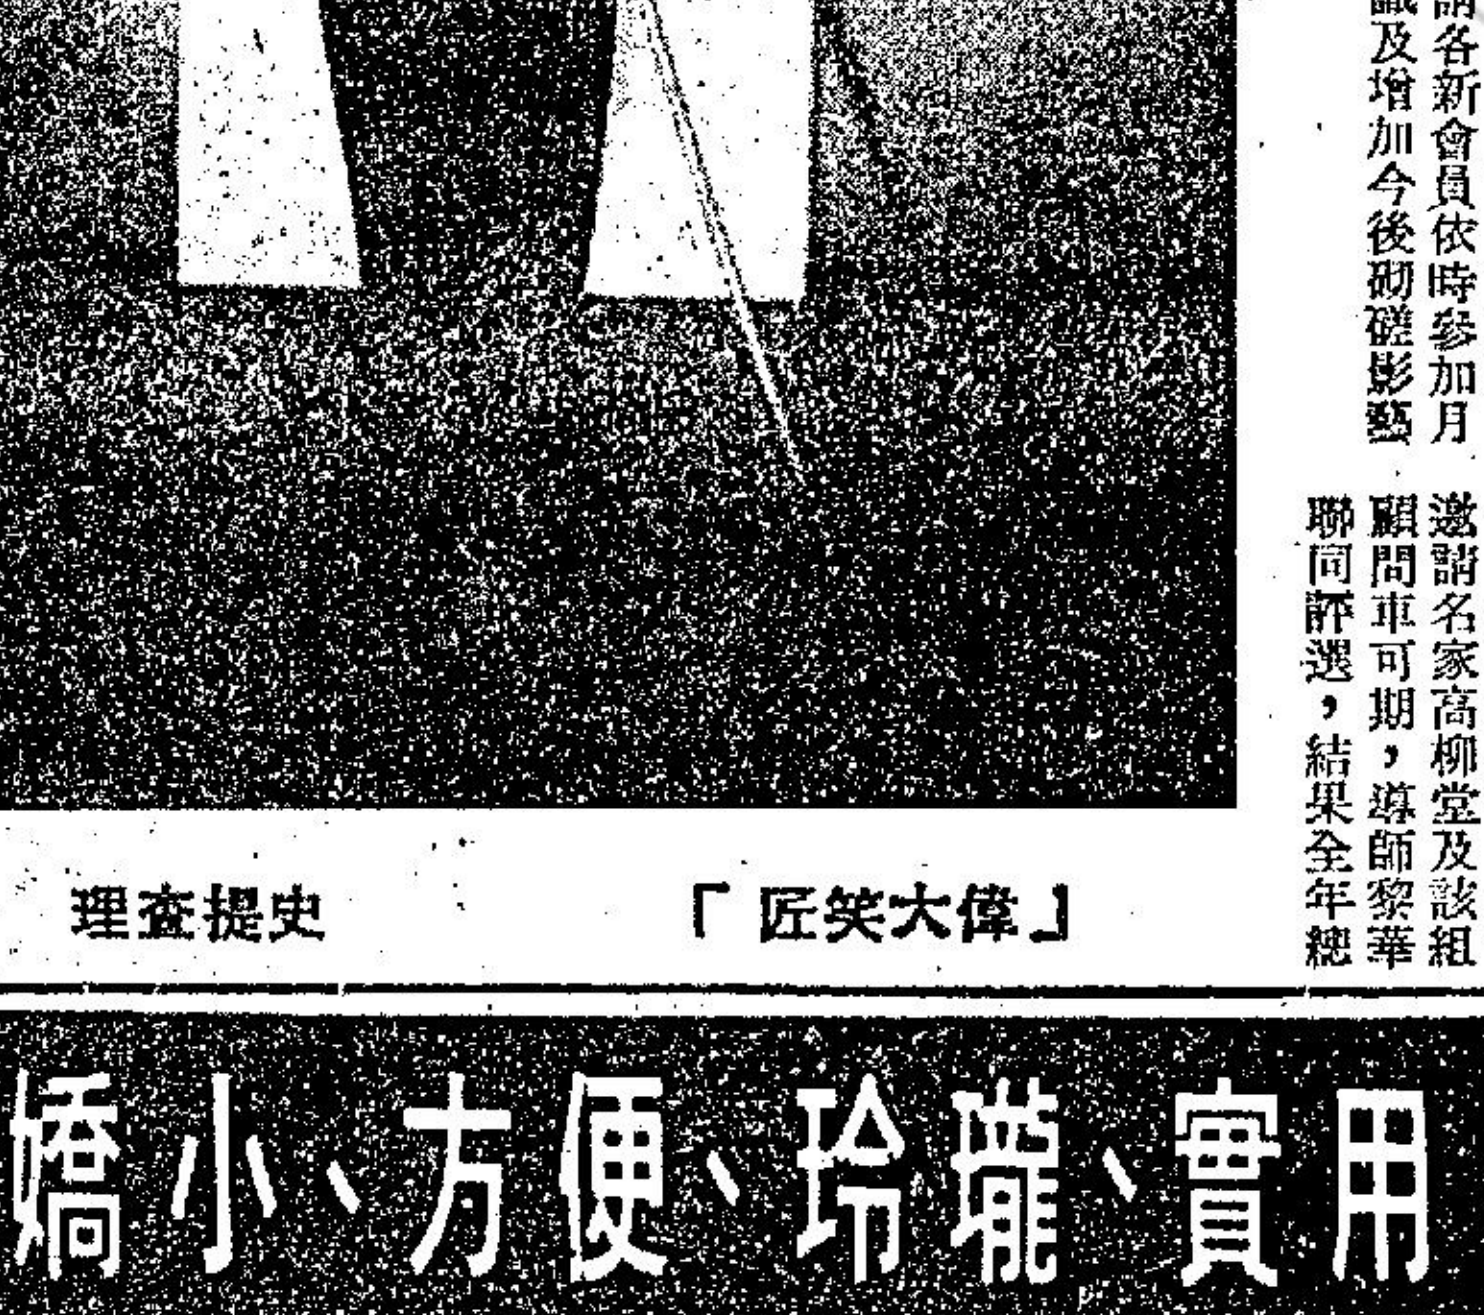 請各新會員依時參加月
識及增加今後砌磋影藝
邀請名家高柳堂及該組
顧問車可期，導師黎華
聯同評選，結果全年總
「匠笑大偉」
理查提史
嬌小、方便、玲瓏、實用